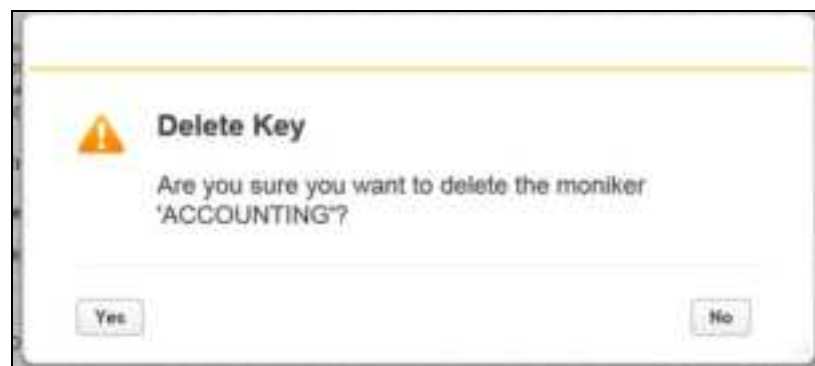 Delete Key
Are you sure you want to delete the moniker
'ACCOUNTING'?
Yes
No